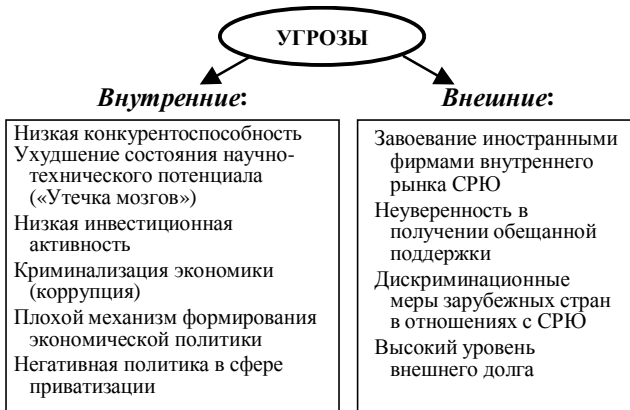 УГРОЗЫ
Внутренние:
Низкая конкурентоспособность
Ухудшение состояния научно-
технического потенциала
(«Утечка мозгов»)
Низкая инвестиционная
активность
Криминализация экономики
(коррупция)
Плохой механизм формирования
экономической политики
Негативная политика в сфере
приватизации
Внешние:
Завоевание иностранными
фирмами внутреннего
рынка СРЮ
Неуверенность в
получении обещанной
поддержки
Дискриминационные
меры зарубежных стран
в отношениях с СРЮ
Высокий уровень
внешнего долга